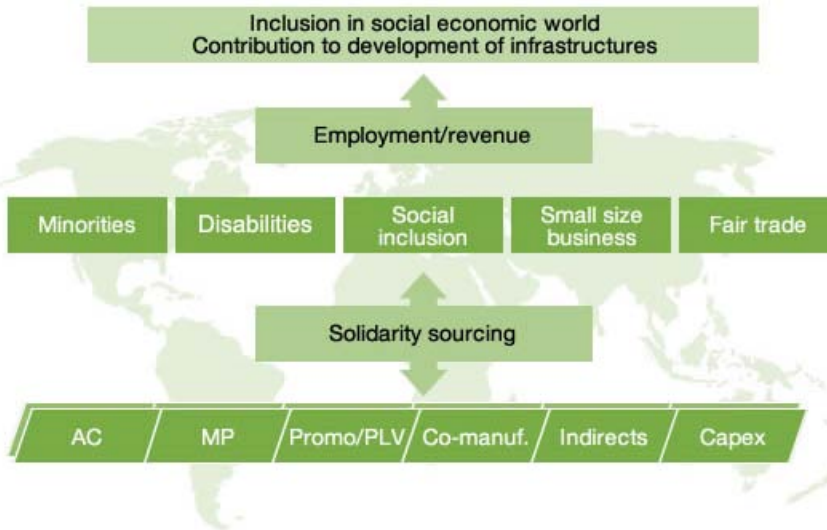 Inclusion in social economic world
Contribution to development of infrastructures
Employment/revenue
Minorities
Disabilities
Social
inclusion
Small size
business
Fair trade
Solidarity sourcing
AC
MP
Promo/PLV
Co-manuf.
Indirects
Capex